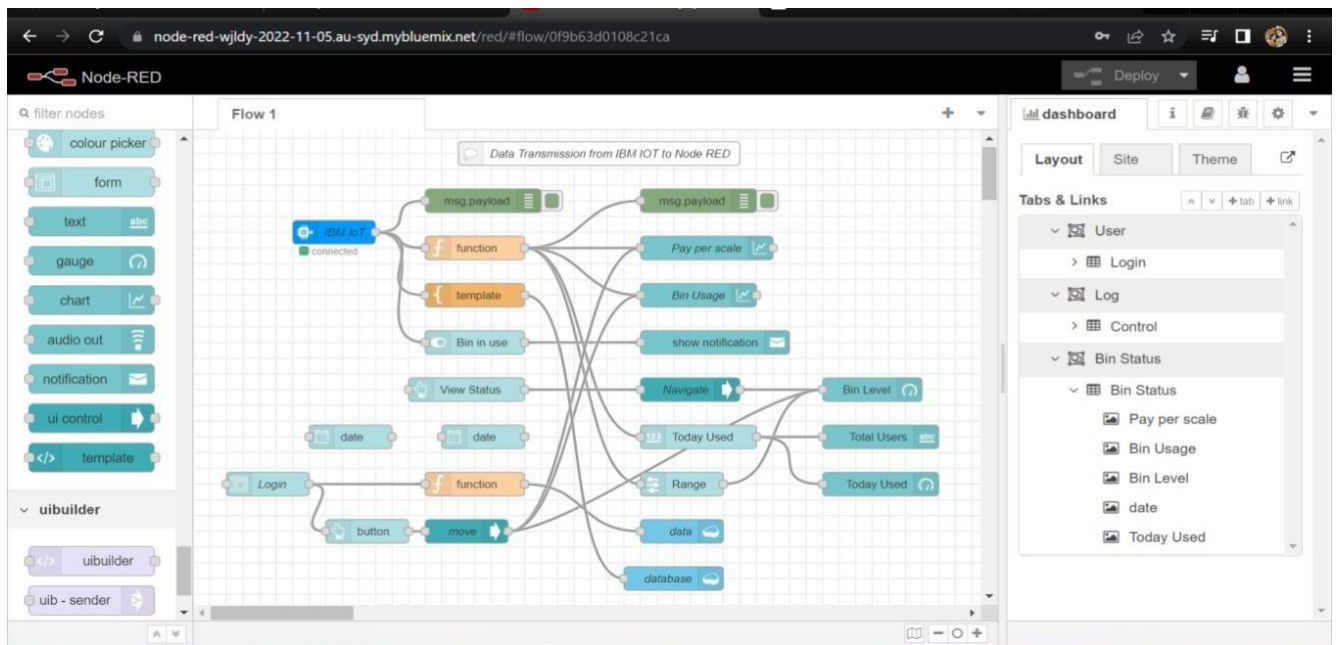 node-red-wjldy-2022-11-05.au-syd.mybluemix.net/red/#flow/0f9b63d0108c21ca
Node-RED
Deploy
filter nodes
colour picker
form
text
abc
gauge
chart
audio out
notification
ui control
template
uibuilder
uibuilder
uib - sender
Flow 1
Data Transmission from IBM IOT to Node RED
msg.payload
msg.payload
IBM IoT
connected
function
Pay per scale
template
Bin Usage
Bin in use
show notification
View Status
Navigate
Bin Level
date
date
123
Today Used
Total Users
abc
Login
function
Range
Today Used
button
move
data
database
dashboard
i
Layout
Site
Theme
Tabs & Links
+ tab
+ link
User
Login
Log
Control
Bin Status
Bin Status
Pay per scale
Bin Usage
Bin Level
date
Today Used